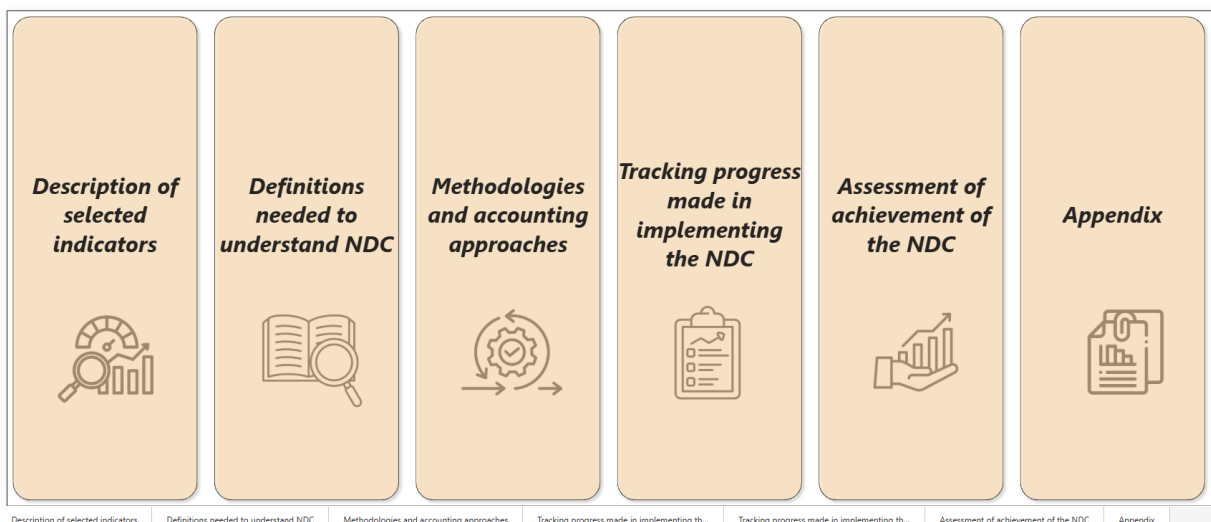 Description of
selected
indicators
Definitions
needed to
understand NDC
Methodologies
and accounting
approaches
Tracking progress
made in
implementing
the NDC
Assessment of
achievement of
the NDC
Appendix
Description of selected indicators
Definitions needed to understand NDC
Methodologies and accounting approaches
Tracking progress made in implementing th...
Tracking progress made in implementing th...
Assessment of achievement of the NDC
Appendix